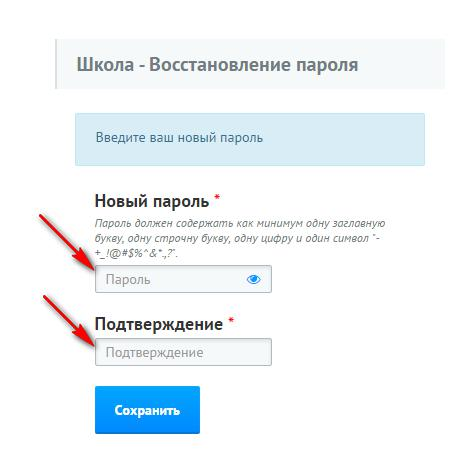 Школа - Восстановление пароля
Введите ваш новый пароль
Новый пароль *
Пароль должен содержать как минимум одну заглавную
букву, одну строчну букву, одну цифру и один символ "-
+_!@#$%^&*.,?".
Пароль
Подтверждение *
Подтверждение
Сохранить